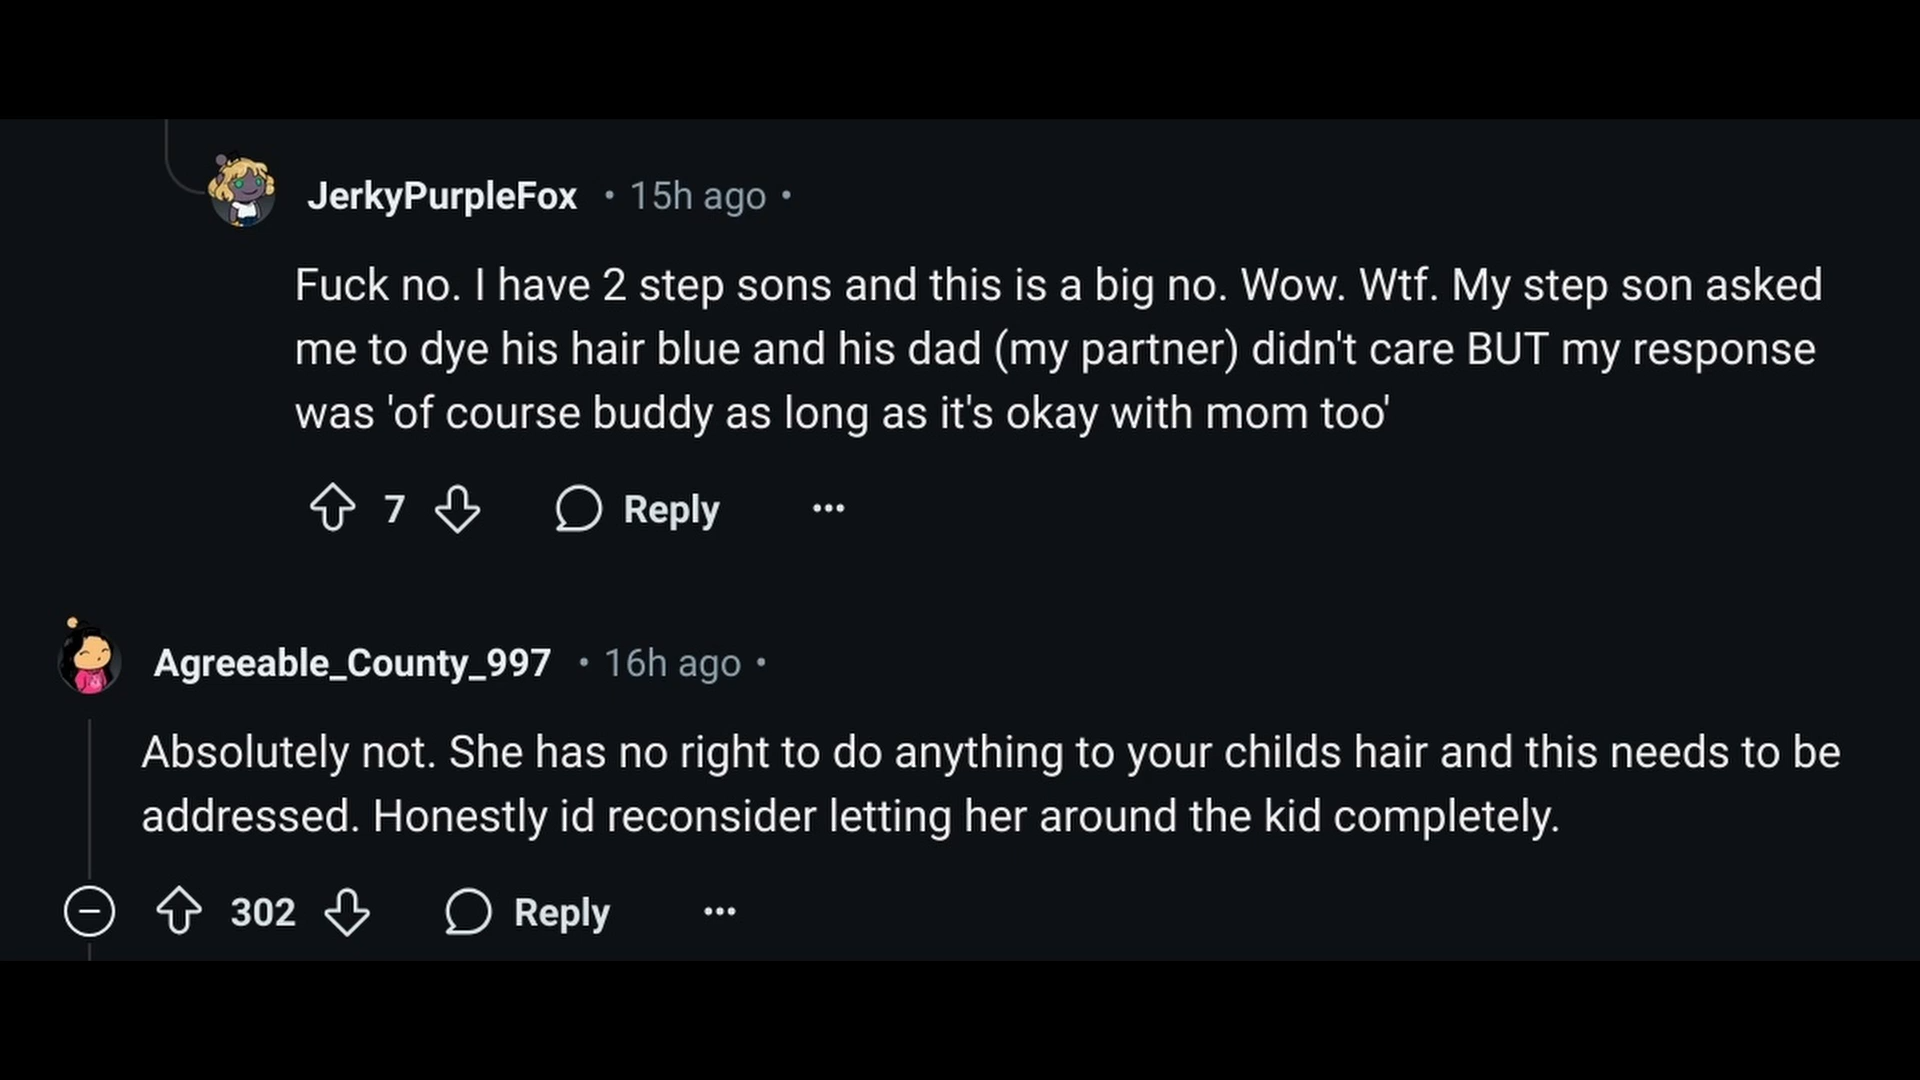 JerkyPurpleFox • 15h ago •
Fuck no. I have 2 step sons and this is a big no. Wow. Wtf. My step son asked
me to dye his hair blue and his dad (my partner) didn't care BUT my response
was 'of course buddy as long as it's okay with mom too'
7 Reply ...
Agreeable_County_997 • 16h ago •
Absolutely not. She has no right to do anything to your childs hair and this needs to be
addressed. Honestly id reconsider letting her around the kid completely.
302 Reply ...